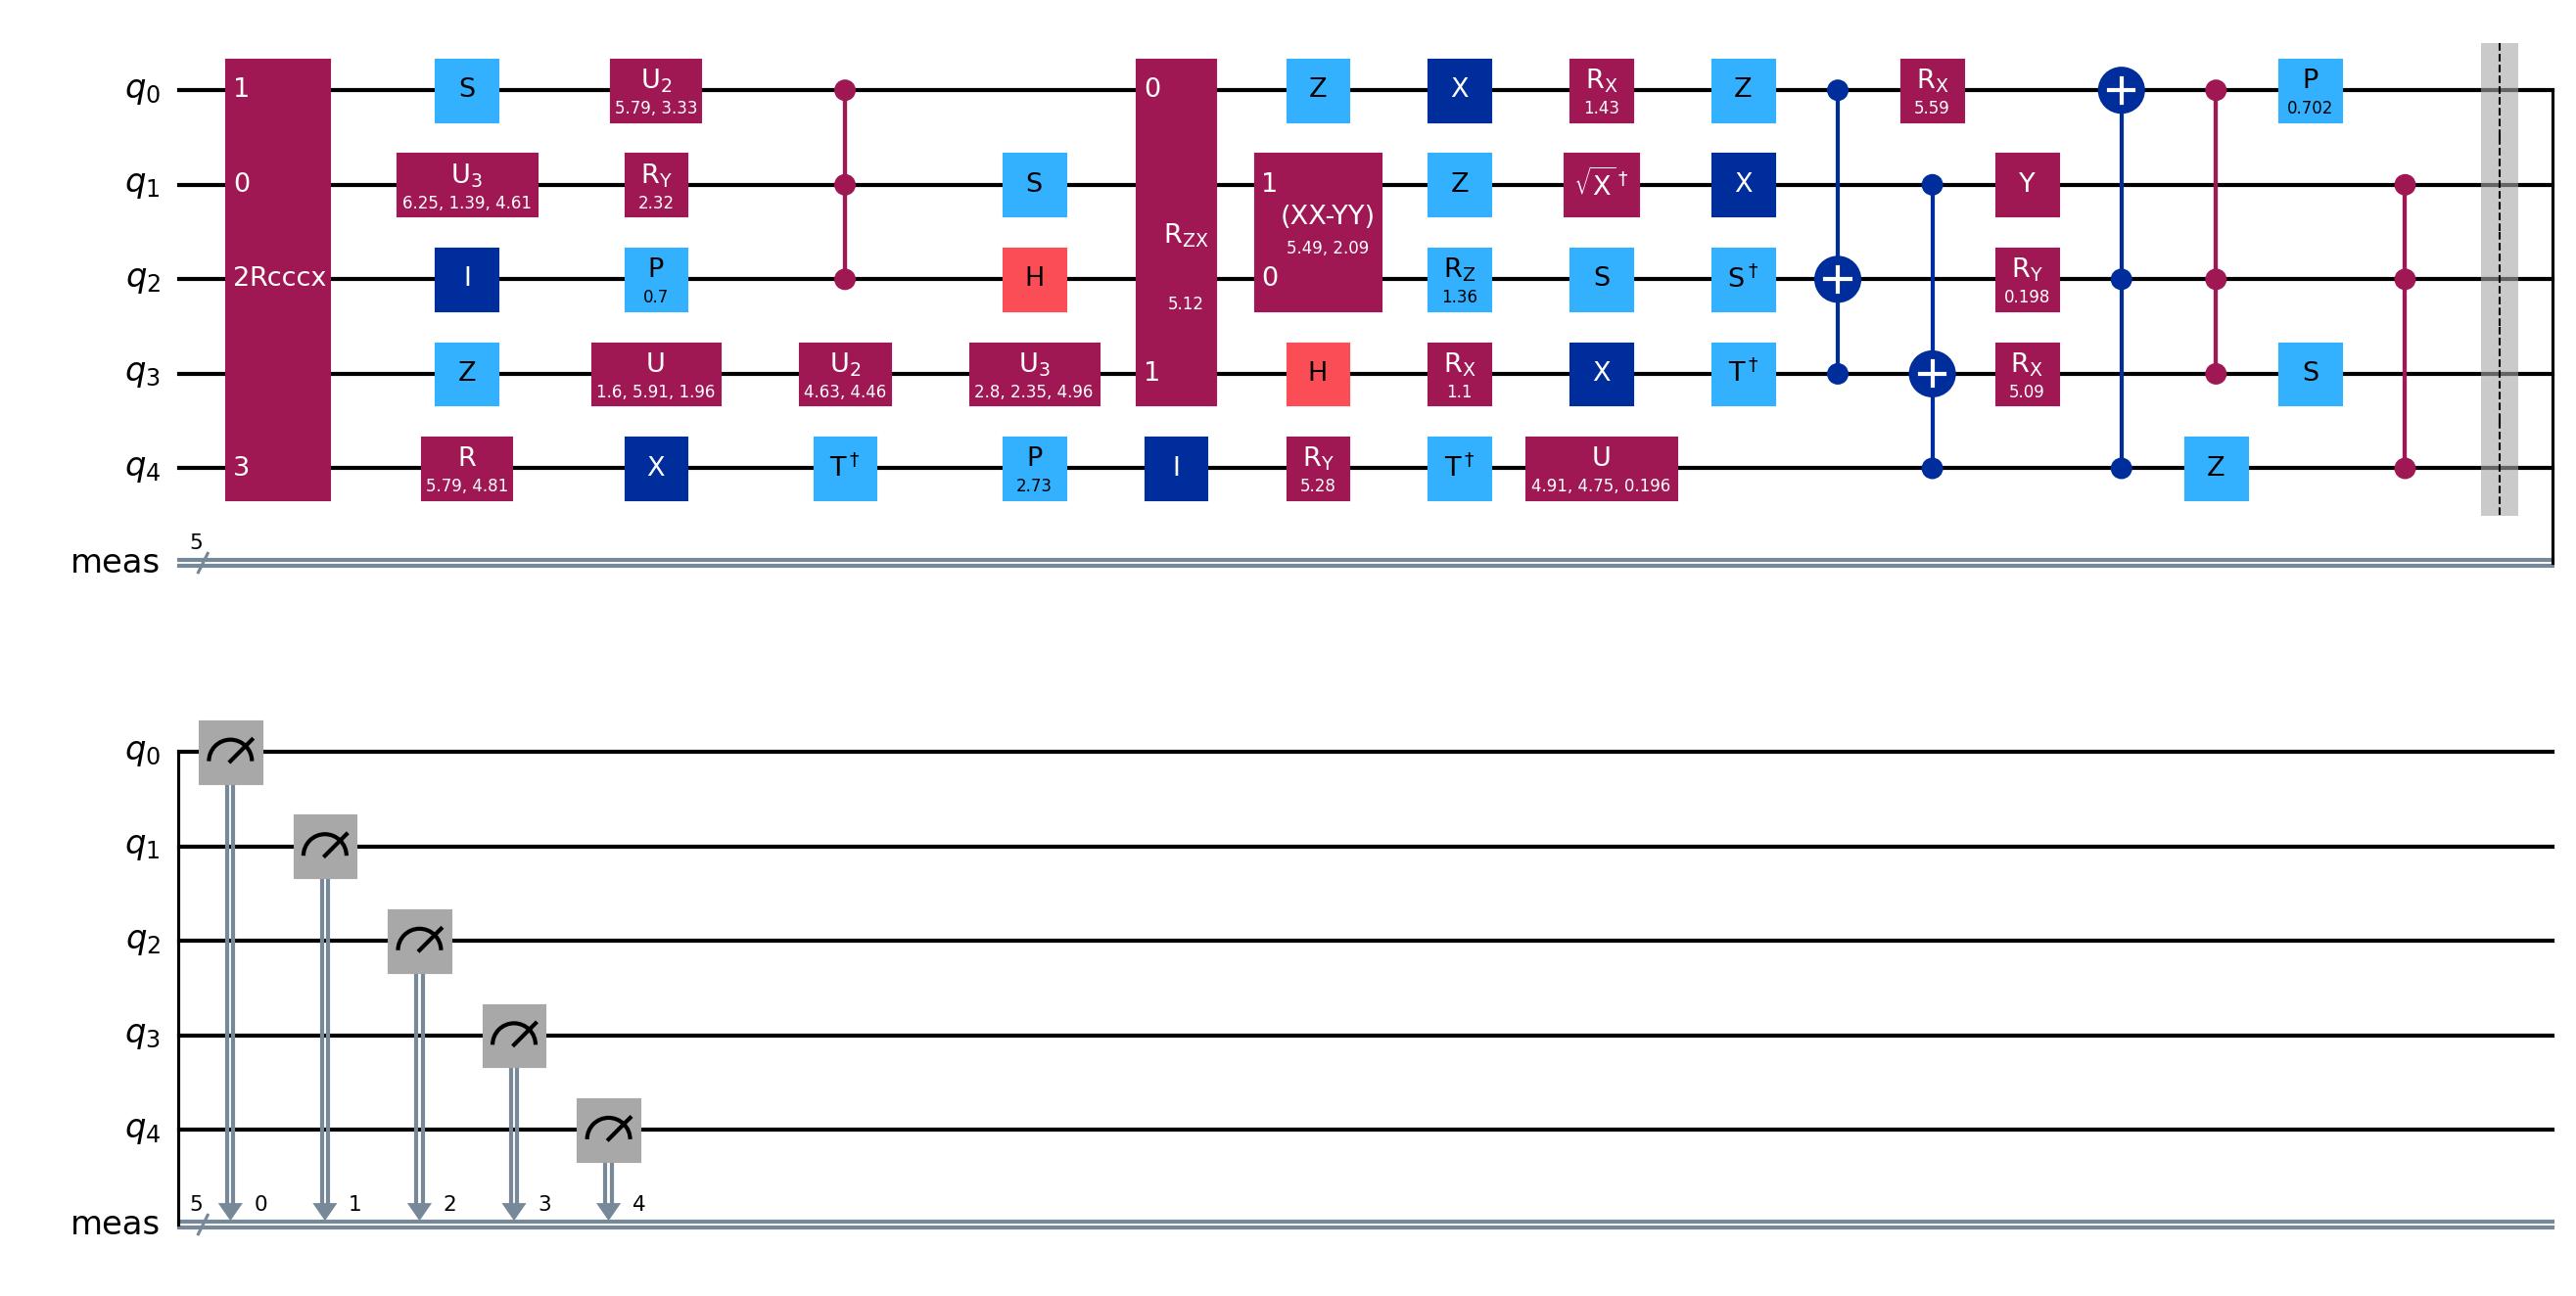 q0 1 S U2 0 Z X RX Z RX P
5.79, 3.33 1.43 5.59 0.702
q1 0 U3 RY S 1 Z √X† X Y
6.25, 1.39, 4.61 2.32 (XX-YY)
RZX 5.49, 2.09
q2 2Rcccx I P H 0 RZ S S† RY
0.7 5.12 1.36 0.198
q3 Z U U2 U3 1 H RX X T† RX S
1.6, 5.91, 1.96 4.63, 4.46 2.8, 2.35, 4.96 1.1 5.09
q4 3 R X T† P I RY T† U Z
5.79, 4.81 2.73 5.28 4.91, 4.75, 0.196
5
meas
q0
q1
q2
q3
q4
5 0 1 2 3 4
meas